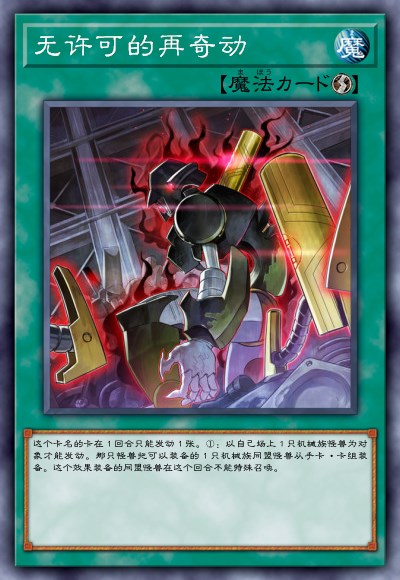 无许可的再奇动
魔
【魔法カード】
まほう
这个卡名的卡在1回合只能发动1张。①：以自己场上1只机械族怪兽为对
象才能发动。那只怪兽把可以装备的1只机械族同盟怪兽从手卡·卡组装
备。这个效果装备的同盟怪兽在这个回合不能特殊召唤。